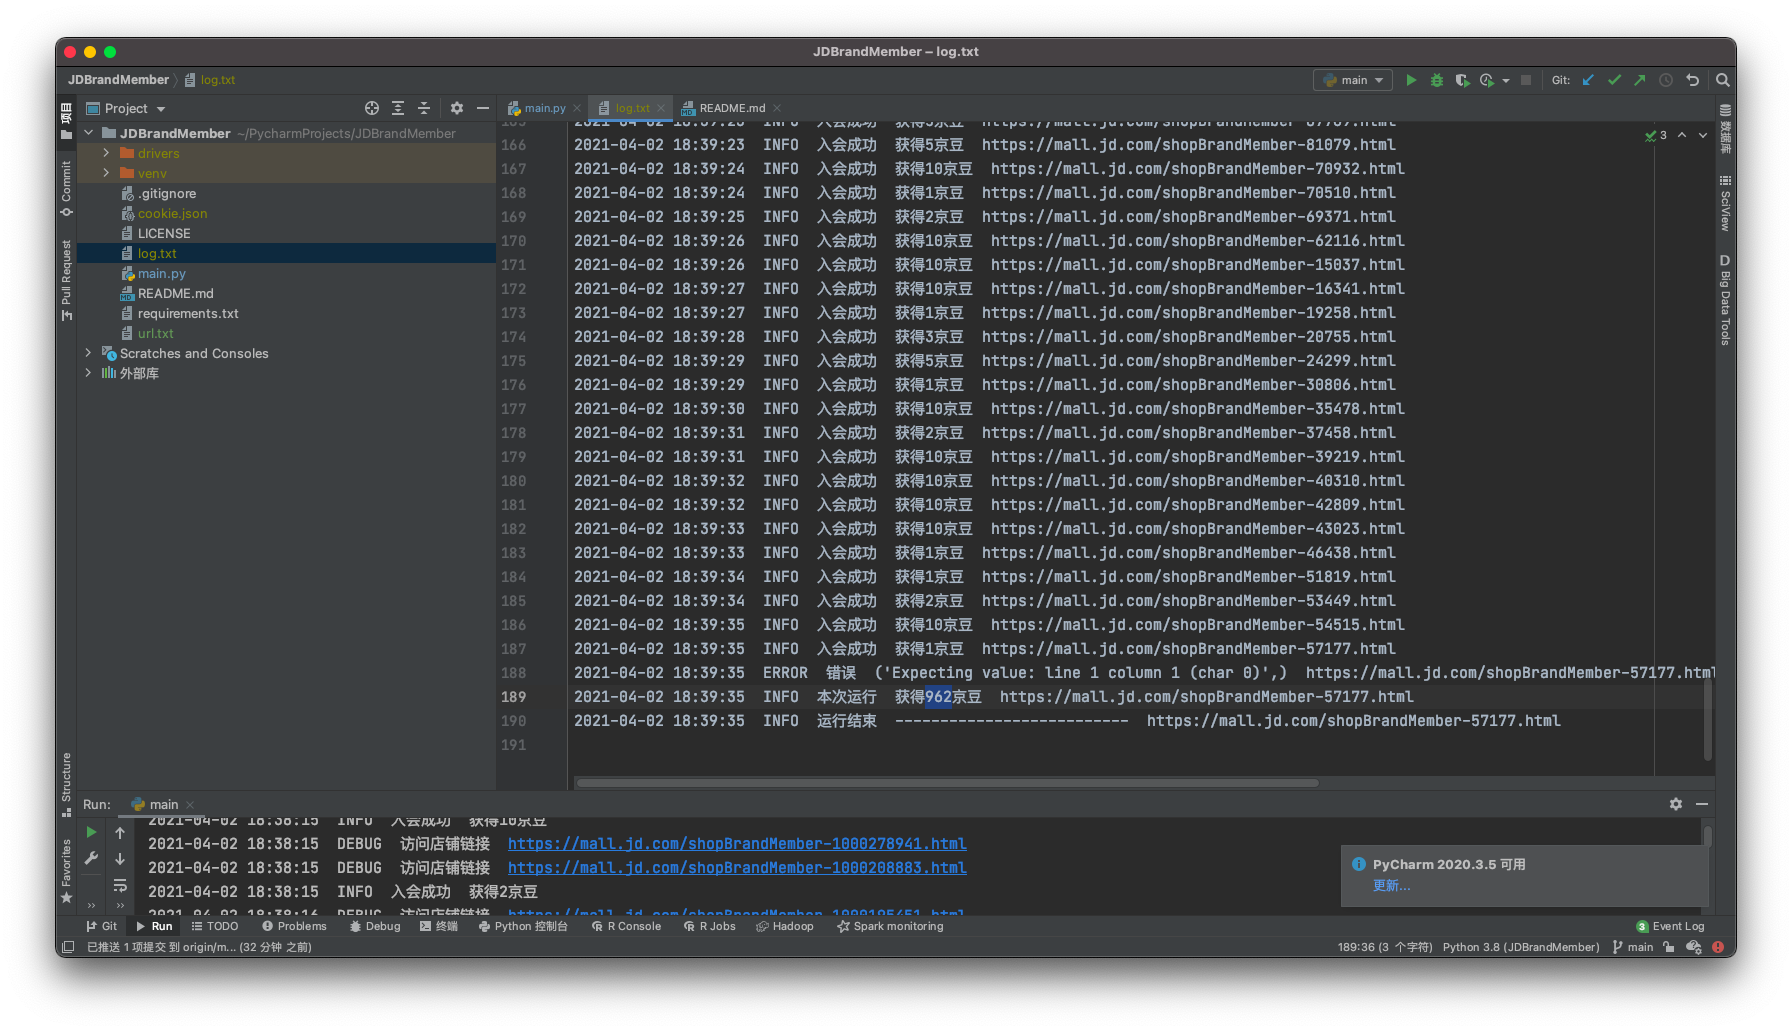 JDBrandMember – log.txt
JDBrandMember log.txt
main
Git:
项目
Commit
Pull Request
Structure
Favorites
Project
JDBrandMember ~/PycharmProjects/JDBrandMember
drivers
venv
.gitignore
cookie.json
LICENSE
log.txt
main.py
README.md
requirements.txt
url.txt
Scratches and Consoles
外部库
main.py log.txt README.md
3
166 2021-04-02 18:39:23 INFO 入会成功 获得5京豆 https://mall.jd.com/shopBrandMember-81079.html
167 2021-04-02 18:39:24 INFO 入会成功 获得10京豆 https://mall.jd.com/shopBrandMember-70932.html
168 2021-04-02 18:39:24 INFO 入会成功 获得1京豆 https://mall.jd.com/shopBrandMember-70510.html
169 2021-04-02 18:39:25 INFO 入会成功 获得2京豆 https://mall.jd.com/shopBrandMember-69371.html
170 2021-04-02 18:39:26 INFO 入会成功 获得10京豆 https://mall.jd.com/shopBrandMember-62116.html
171 2021-04-02 18:39:26 INFO 入会成功 获得10京豆 https://mall.jd.com/shopBrandMember-15037.html
172 2021-04-02 18:39:27 INFO 入会成功 获得10京豆 https://mall.jd.com/shopBrandMember-16341.html
173 2021-04-02 18:39:27 INFO 入会成功 获得1京豆 https://mall.jd.com/shopBrandMember-19258.html
174 2021-04-02 18:39:28 INFO 入会成功 获得3京豆 https://mall.jd.com/shopBrandMember-20755.html
175 2021-04-02 18:39:29 INFO 入会成功 获得5京豆 https://mall.jd.com/shopBrandMember-24299.html
176 2021-04-02 18:39:29 INFO 入会成功 获得1京豆 https://mall.jd.com/shopBrandMember-30806.html
177 2021-04-02 18:39:30 INFO 入会成功 获得10京豆 https://mall.jd.com/shopBrandMember-35478.html
178 2021-04-02 18:39:31 INFO 入会成功 获得2京豆 https://mall.jd.com/shopBrandMember-37458.html
179 2021-04-02 18:39:31 INFO 入会成功 获得10京豆 https://mall.jd.com/shopBrandMember-39219.html
180 2021-04-02 18:39:32 INFO 入会成功 获得10京豆 https://mall.jd.com/shopBrandMember-40310.html
181 2021-04-02 18:39:32 INFO 入会成功 获得10京豆 https://mall.jd.com/shopBrandMember-42809.html
182 2021-04-02 18:39:33 INFO 入会成功 获得10京豆 https://mall.jd.com/shopBrandMember-43023.html
183 2021-04-02 18:39:33 INFO 入会成功 获得1京豆 https://mall.jd.com/shopBrandMember-46438.html
184 2021-04-02 18:39:34 INFO 入会成功 获得1京豆 https://mall.jd.com/shopBrandMember-51819.html
185 2021-04-02 18:39:34 INFO 入会成功 获得2京豆 https://mall.jd.com/shopBrandMember-53449.html
186 2021-04-02 18:39:35 INFO 入会成功 获得10京豆 https://mall.jd.com/shopBrandMember-54515.html
187 2021-04-02 18:39:35 INFO 入会成功 获得1京豆 https://mall.jd.com/shopBrandMember-57177.html
188 2021-04-02 18:39:35 ERROR 错误 ('Expecting value: line 1 column 1 (char 0)',) https://mall.jd.com/shopBrandMember-57177.html
189 2021-04-02 18:39:35 INFO 本次运行 获得962京豆 https://mall.jd.com/shopBrandMember-57177.html
190 2021-04-02 18:39:35 INFO 运行结束 -------------------------- https://mall.jd.com/shopBrandMember-57177.html
191
数据库
SciView
D Big Data Tools
Run: main
2021-04-02 18:38:15 INFO 入会成功 获得10京豆
2021-04-02 18:38:15 DEBUG 访问店铺链接 https://mall.jd.com/shopBrandMember-1000278941.html
2021-04-02 18:38:15 DEBUG 访问店铺链接 https://mall.jd.com/shopBrandMember-1000208883.html
2021-04-02 18:38:15 INFO 入会成功 获得2京豆
PyCharm 2020.3.5 可用
更新...
Git Run TODO Problems Debug 终端 Python 控制台 R Console R Jobs Hadoop Spark monitoring 3 Event Log
已推送 1 项提交 到 origin/m... (32 分钟 之前) 189:36 (3 个字符) Python 3.8 (JDBrandMember) main